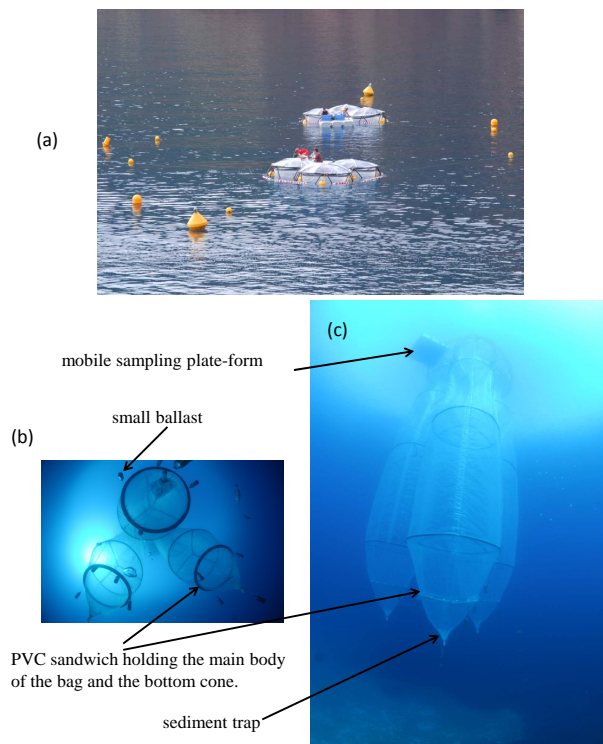 (a)
(c)
mobile sampling plate-form
small ballast
(b)
PVC sandwich holding the main body
of the bag and the bottom cone.
sediment trap